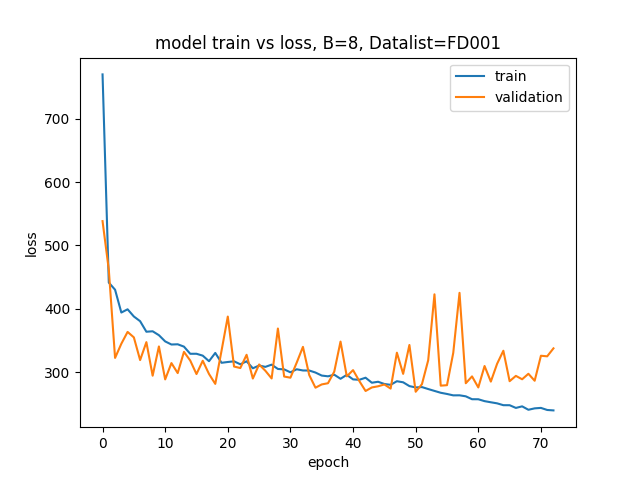 model train vs loss, B=8, Datalist=FD001
train
validation
700
600
500
400
300
loss
0 10 20 30 40 50 60 70
epoch